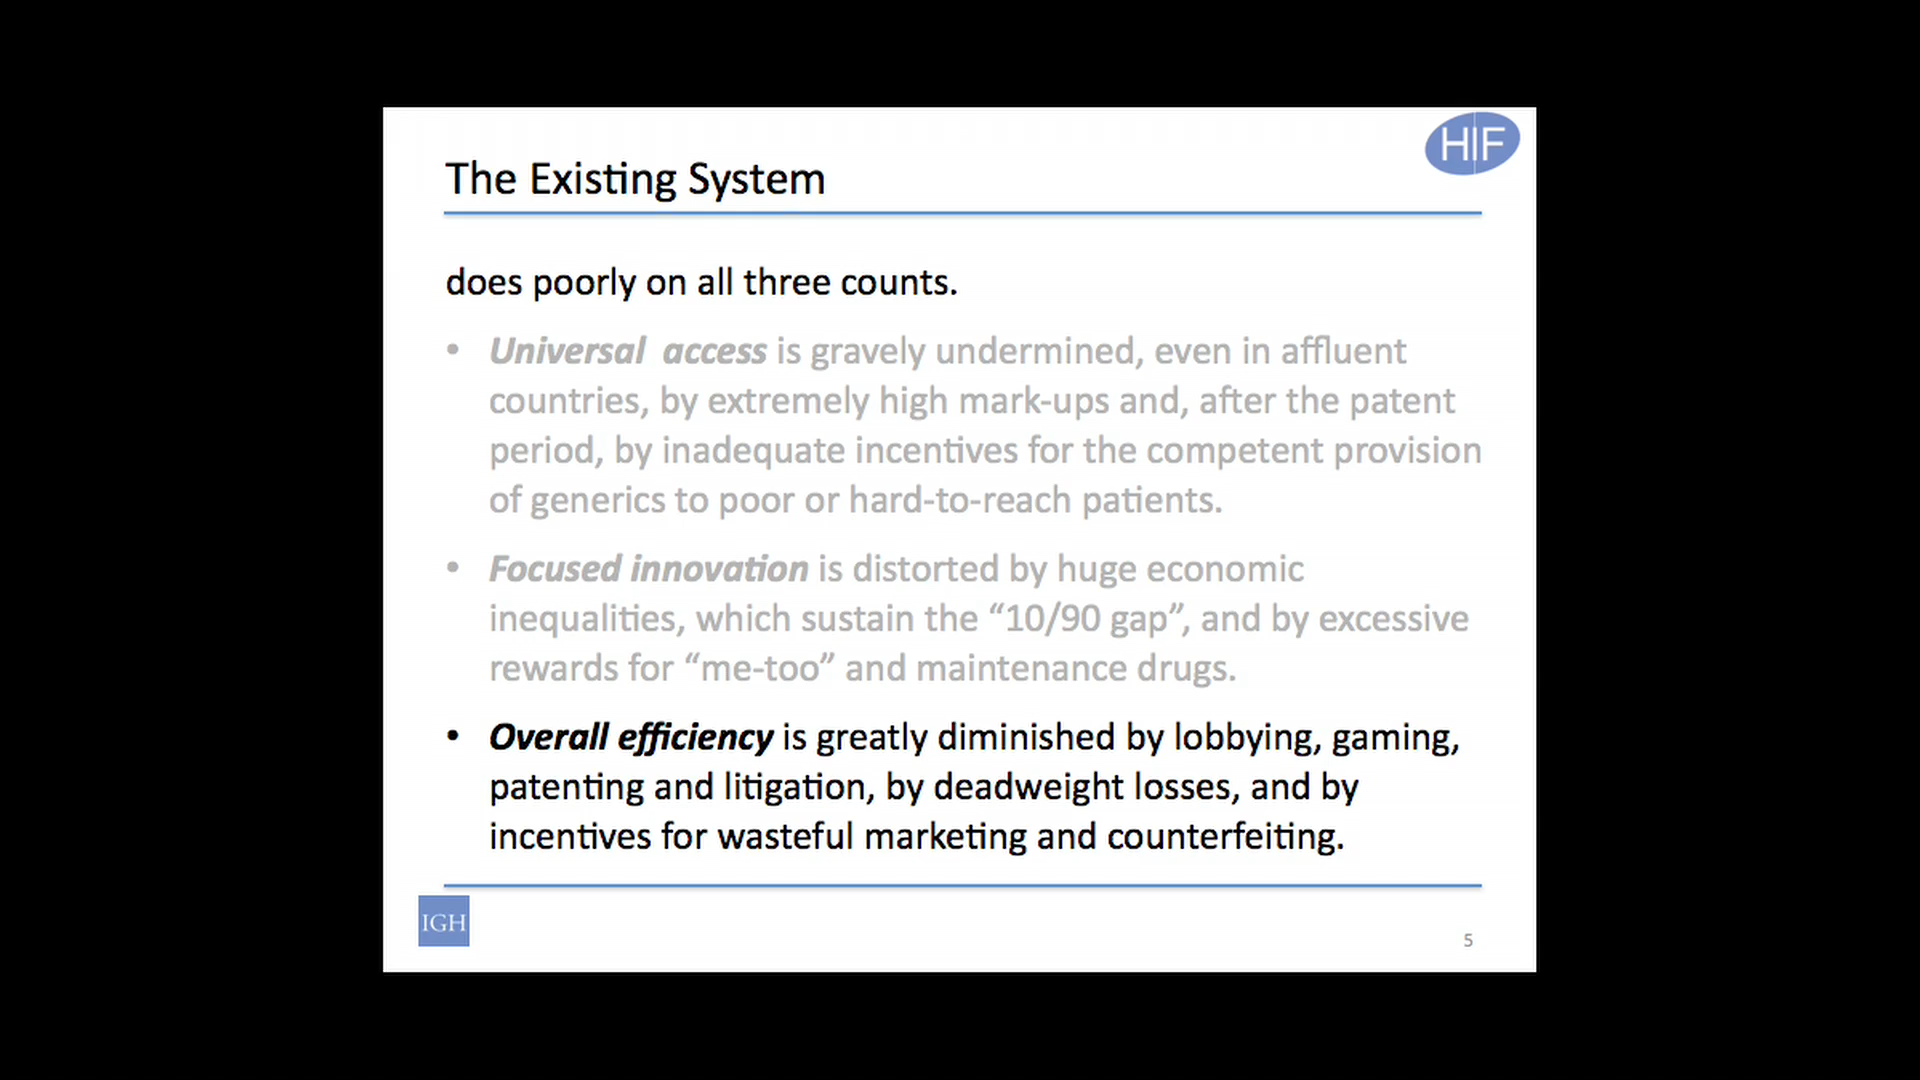 HIF
The Existing System
does poorly on all three counts.
• Universal access is gravely undermined, even in affluent
countries, by extremely high mark-ups and, after the patent
period, by inadequate incentives for the competent provision
of generics to poor or hard-to-reach patients.
• Focused innovation is distorted by huge economic
inequalities, which sustain the “10/90 gap”, and by excessive
rewards for “me-too” and maintenance drugs.
• Overall efficiency is greatly diminished by lobbying, gaming,
patenting and litigation, by deadweight losses, and by
incentives for wasteful marketing and counterfeiting.
IGH
5